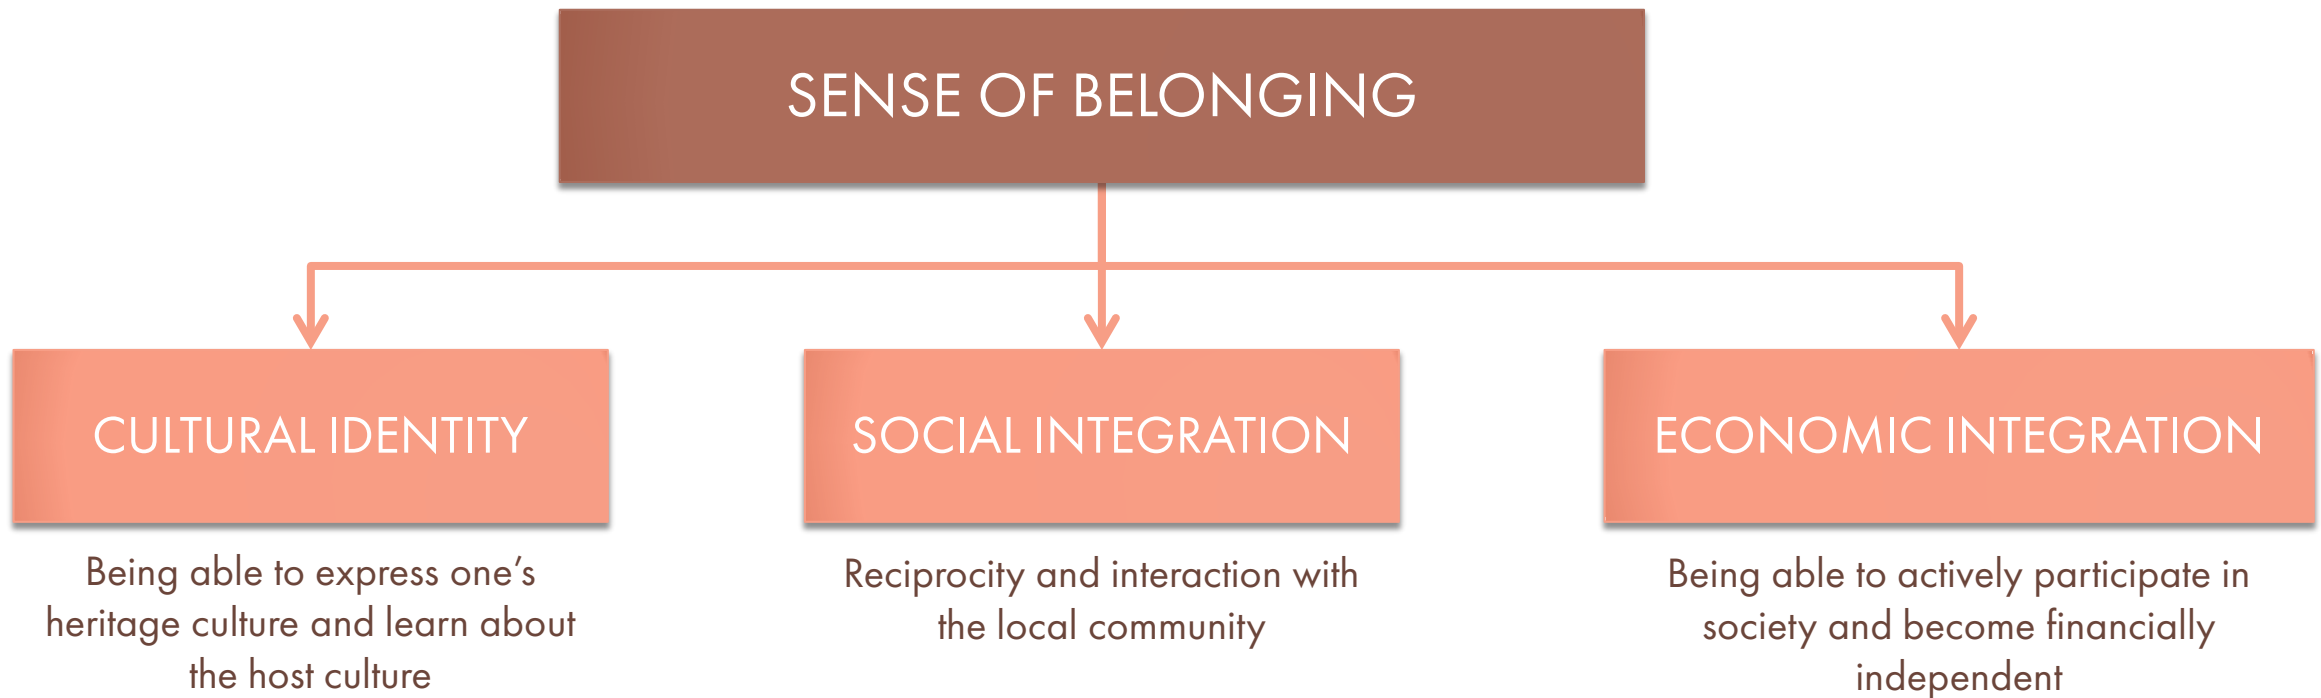 SENSE OF BELONGING
CULTURAL IDENTITY
Being able to express one’s
heritage culture and learn about
the host culture
SOCIAL INTEGRATION
Reciprocity and interaction with
the local community
ECONOMIC INTEGRATION
Being able to actively participate in
society and become financially
independent